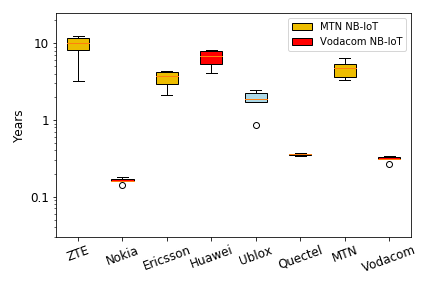 MTN NB-IoT
Vodacom NB-IoT
Years
10
1
0.1
ZTE
Nokia
Ericsson
Huawei
Ublox
Quectel
MTN
Vodacom